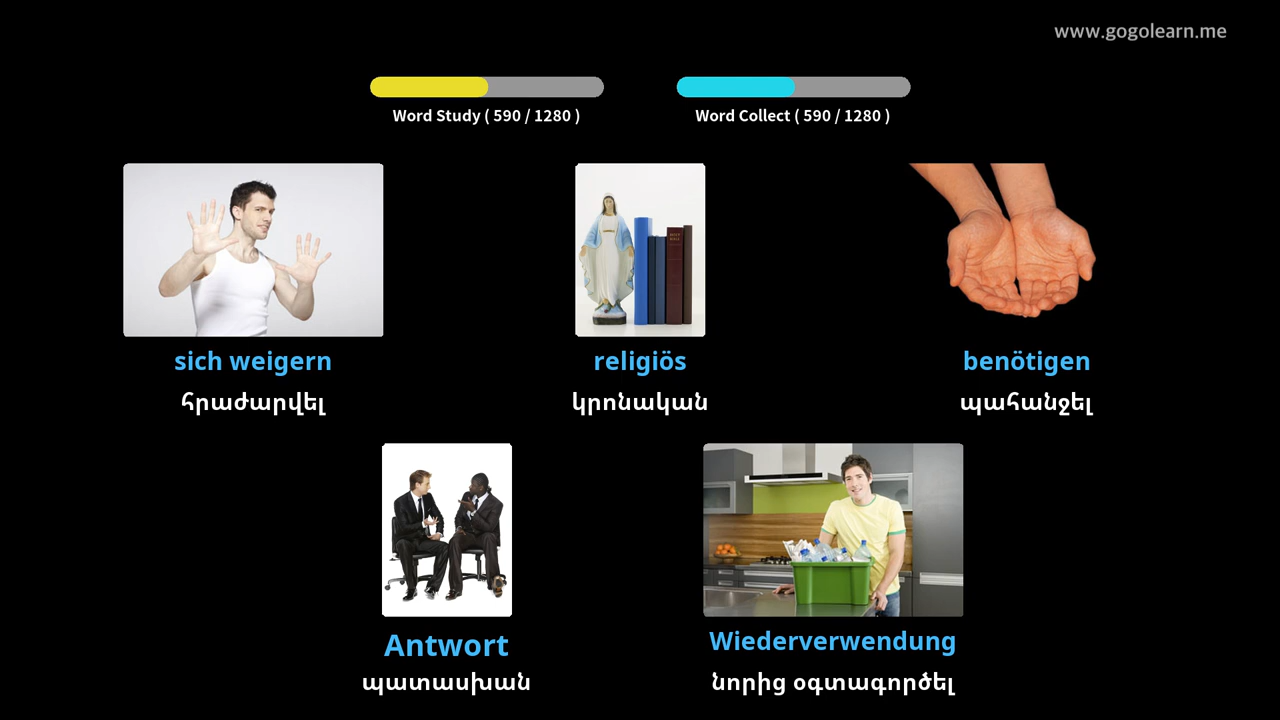 www.gogolearn.me
Word Study ( 590 / 1280 )
Word Collect ( 590 / 1280 )
sich weigern
religiös
benötigen
հրաժարվել
կրոնական
պահանջել
Antwort
Wiederverwendung
պատասխան
նորից օգտագործել